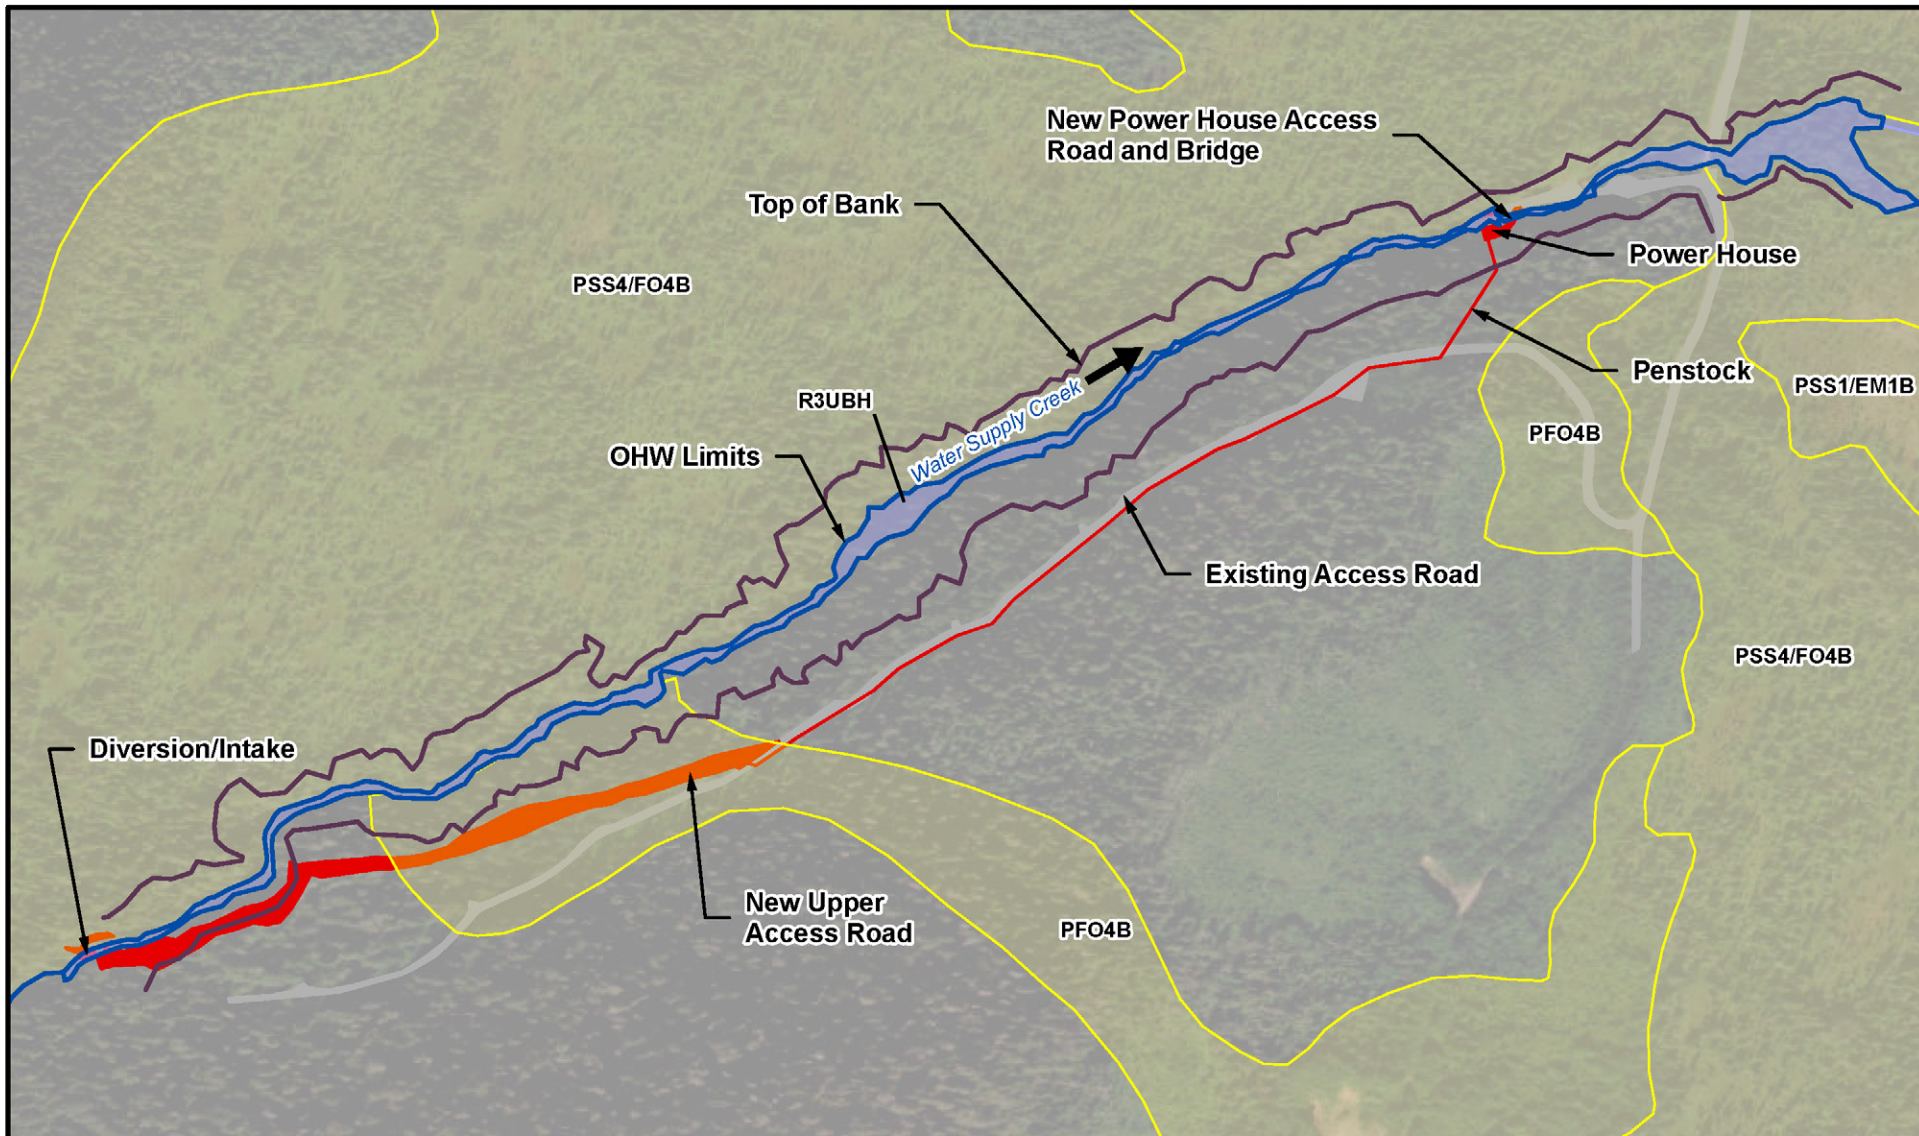 New Power House Access
Road and Bridge
Top of Bank
Power House
PSS4/FO4B
Penstock
PSS1/EM1B
R3UBH
Water Supply Creek
PFO4B
OHW Limits
Existing Access Road
PSS4/FO4B
Diversion/Intake
New Upper
Access Road
PFO4B